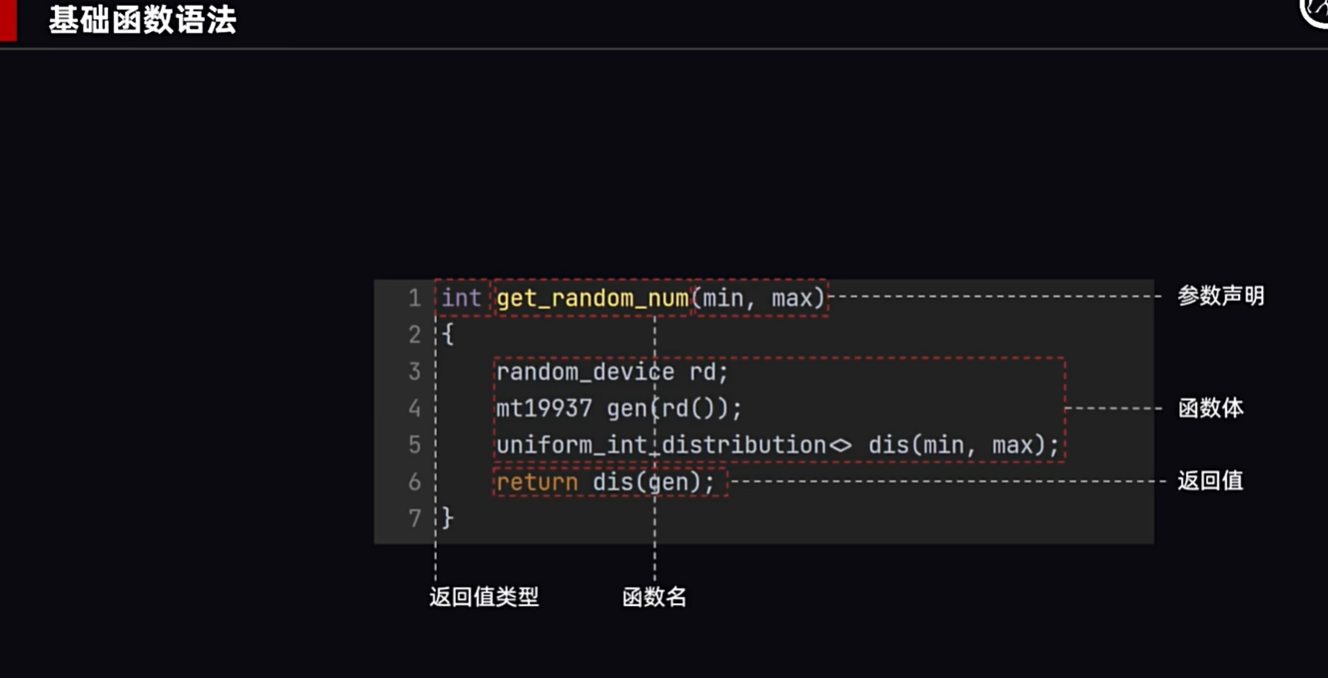 基础函数语法
1 int get_random_num(min, max) 参数声明
2 {
3 random_device rd;
4 mt19937 gen(rd()); 函数体
5 uniform_int_distribution<> dis(min, max);
6 return dis(gen); 返回值
7 }
返回值类型 函数名